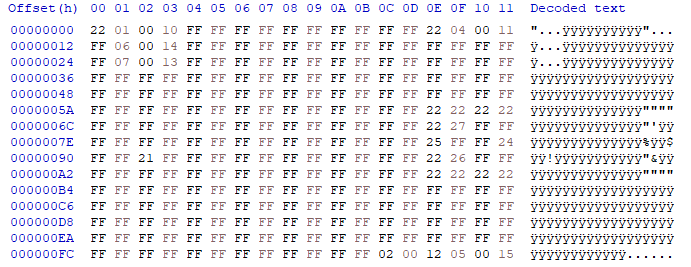 Offset(h) 00 01 02 03 04 05 06 07 08 09 0A 0B 0C 0D 0E 0F 10 11 Decoded text
00000000 22 01 00 10 FF FF FF FF FF FF FF FF FF FF 22 04 00 11 "...ÿÿÿÿÿÿÿÿÿÿ"...
00000012 FF 06 00 14 FF FF FF FF FF FF FF FF FF FF FF FF FF FF ÿ...ÿÿÿÿÿÿÿÿÿÿÿÿÿÿ
00000024 FF 07 00 13 FF FF FF FF FF FF FF FF FF FF FF FF FF FF ÿ...ÿÿÿÿÿÿÿÿÿÿÿÿÿÿ
00000036 FF FF FF FF FF FF FF FF FF FF FF FF FF FF FF FF FF FF ÿÿÿÿÿÿÿÿÿÿÿÿÿÿÿÿÿÿ
00000048 FF FF FF FF FF FF FF FF FF FF FF FF FF FF FF FF FF FF ÿÿÿÿÿÿÿÿÿÿÿÿÿÿÿÿÿÿ
0000005A FF FF FF FF FF FF FF FF FF FF FF FF FF FF 22 22 22 22 ÿÿÿÿÿÿÿÿÿÿÿÿÿÿ""""
0000006C FF FF FF FF FF FF FF FF FF FF FF FF FF FF 22 27 FF FF ÿÿÿÿÿÿÿÿÿÿÿÿÿÿ"'ÿÿ
0000007E FF FF FF FF FF FF FF FF FF FF FF FF FF FF 25 FF FF 24 ÿÿÿÿÿÿÿÿÿÿÿÿÿÿ%ÿÿ$
00000090 FF FF 21 FF FF FF FF FF FF FF FF FF FF FF 22 26 FF FF ÿÿ!ÿÿÿÿÿÿÿÿÿÿÿ"&ÿÿ
000000A2 FF FF FF FF FF FF FF FF FF FF FF FF FF FF 22 22 22 22 ÿÿÿÿÿÿÿÿÿÿÿÿÿÿ""""
000000B4 FF FF FF FF FF FF FF FF FF FF FF FF FF FF FF FF FF FF ÿÿÿÿÿÿÿÿÿÿÿÿÿÿÿÿÿÿ
000000C6 FF FF FF FF FF FF FF FF FF FF FF FF FF FF FF FF FF FF ÿÿÿÿÿÿÿÿÿÿÿÿÿÿÿÿÿÿ
000000D8 FF FF FF FF FF FF FF FF FF FF FF FF FF FF FF FF FF FF ÿÿÿÿÿÿÿÿÿÿÿÿÿÿÿÿÿÿ
000000EA FF FF FF FF FF FF FF FF FF FF FF FF FF FF FF FF FF FF ÿÿÿÿÿÿÿÿÿÿÿÿÿÿÿÿÿÿ
000000FC FF FF FF FF FF FF FF FF FF FF FF FF 02 00 12 05 00 15 ÿÿÿÿÿÿÿÿÿÿÿÿ......